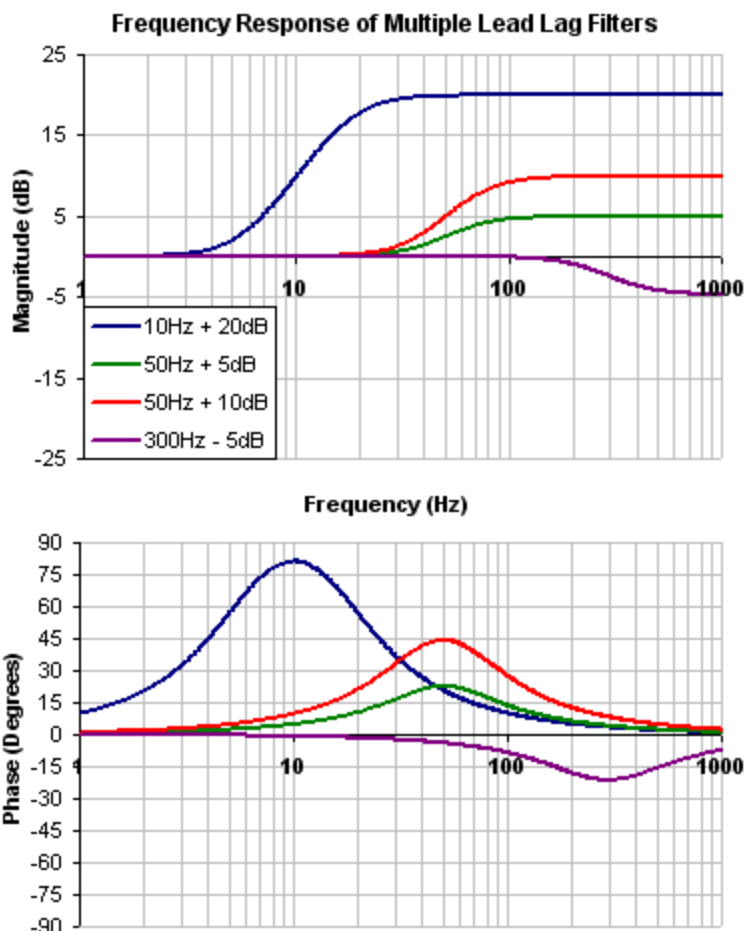 Frequency Response of Multiple Lead Lag Filters
25
15
5
-5
-15
-25
Magnitude (dB)
1 10 100 1000
10Hz + 20dB
50Hz + 5dB
50Hz + 10dB
300Hz - 5dB
Frequency (Hz)
90
75
60
45
30
15
0
-15
-30
-45
-60
-75
-90
Phase (Degrees)
1 10 100 1000